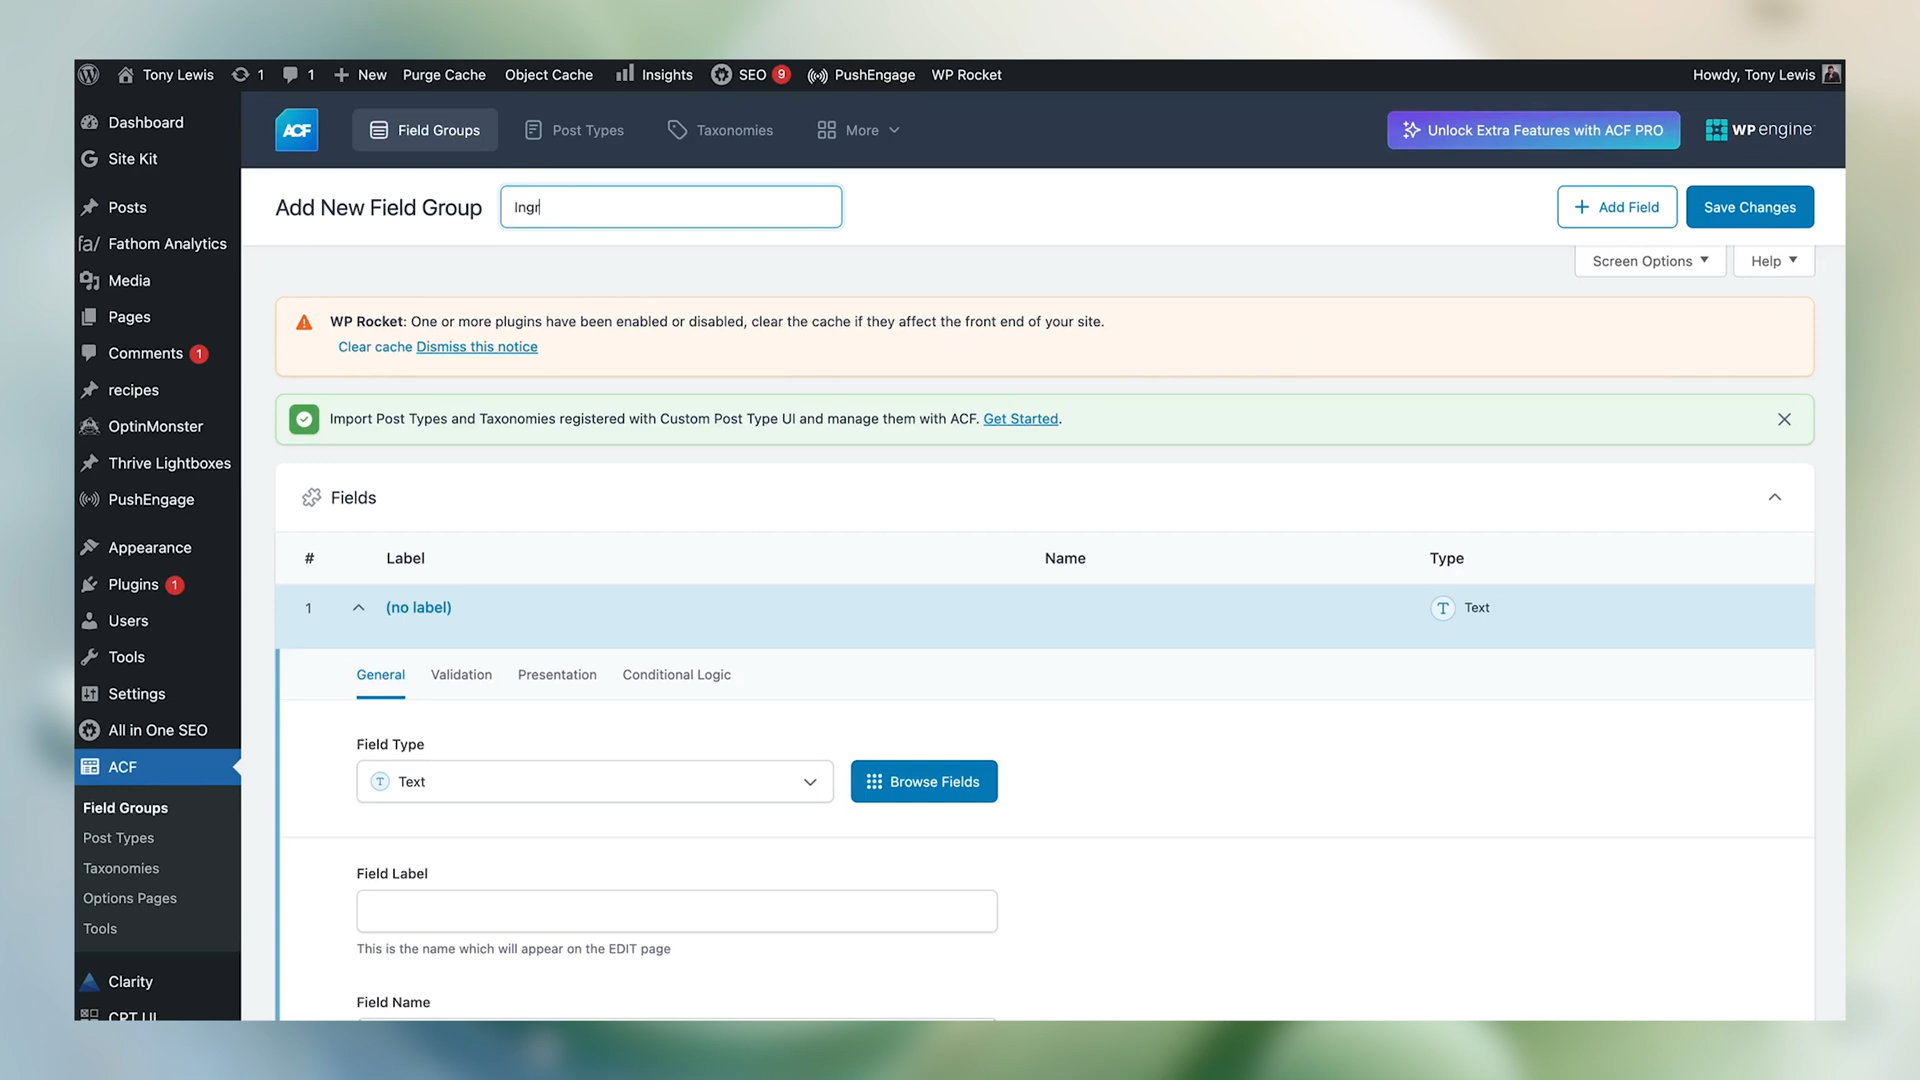 Tony Lewis 1 1 New Purge Cache Object Cache Insights SEO 9 PushEngage WP Rocket Howdy, Tony Lewis
Dashboard
Site Kit
Posts
fa/ Fathom Analytics
Media
Pages
Comments 1
recipes
OptinMonster
Thrive Lightboxes
PushEngage
Appearance
Plugins 1
Users
Tools
Settings
All in One SEO
ACF
Field Groups
Post Types
Taxonomies
Options Pages
Tools
Clarity
CPT UI
ACF Field Groups Post Types Taxonomies More Unlock Extra Features with ACF PRO WP engine
Add New Field Group Ingr Add Field Save Changes
Screen Options Help
WP Rocket: One or more plugins have been enabled or disabled, clear the cache if they affect the front end of your site.
Clear cache Dismiss this notice
Import Post Types and Taxonomies registered with Custom Post Type UI and manage them with ACF. Get Started.
Fields
# Label Name Type
1 (no label) T Text
General Validation Presentation Conditional Logic
Field Type
T Text Browse Fields
Field Label
This is the name which will appear on the EDIT page
Field Name